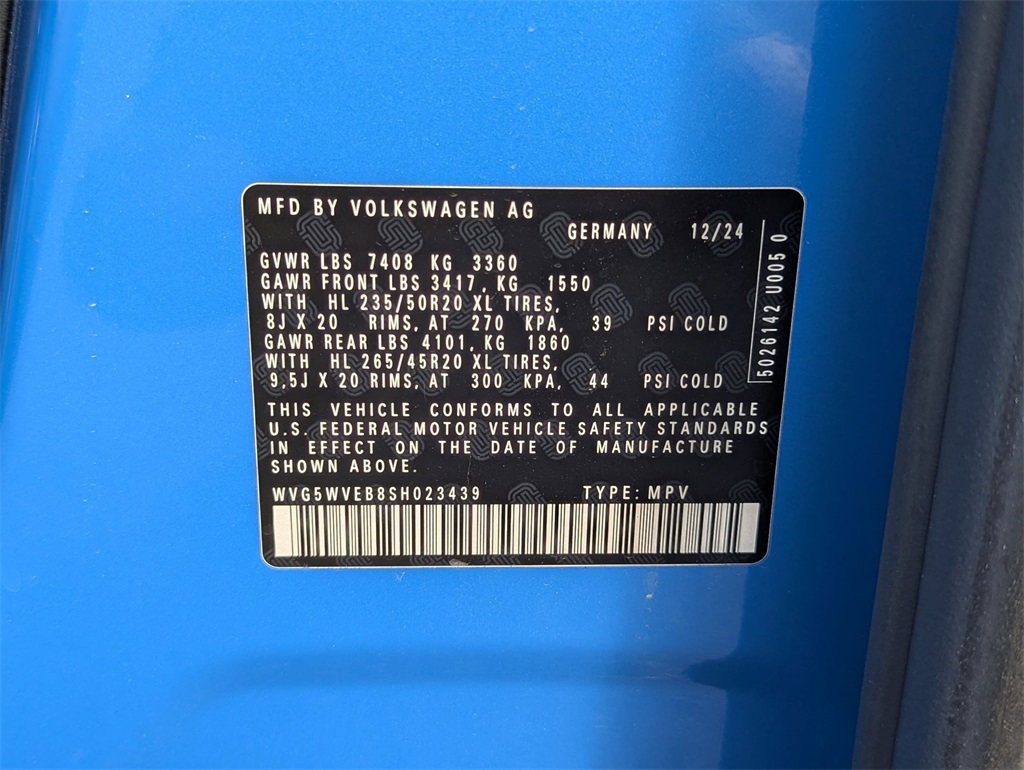 MFD BY VOLKSWAGEN AG
GERMANY 12/24
GVWR LBS 7408 KG 3360
GAWR FRONT LBS 3417, KG 1550
WITH HL 235/50R20 XL TIRES,
8J X 20 RIMS, AT 270 KPA, 39 PSI COLD
GAWR REAR LBS 4101, KG 1860
WITH HL 265/45R20 XL TIRES,
9,5J X 20 RIMS, AT 300 KPA, 44 PSI COLD
THIS VEHICLE CONFORMS TO ALL APPLICABLE
U.S. FEDERAL MOTOR VEHICLE SAFETY STANDARDS
IN EFFECT ON THE DATE OF MANUFACTURE
SHOWN ABOVE.
WVG5WVEB8SH023439 TYPE: MPV
5026142 U005 0